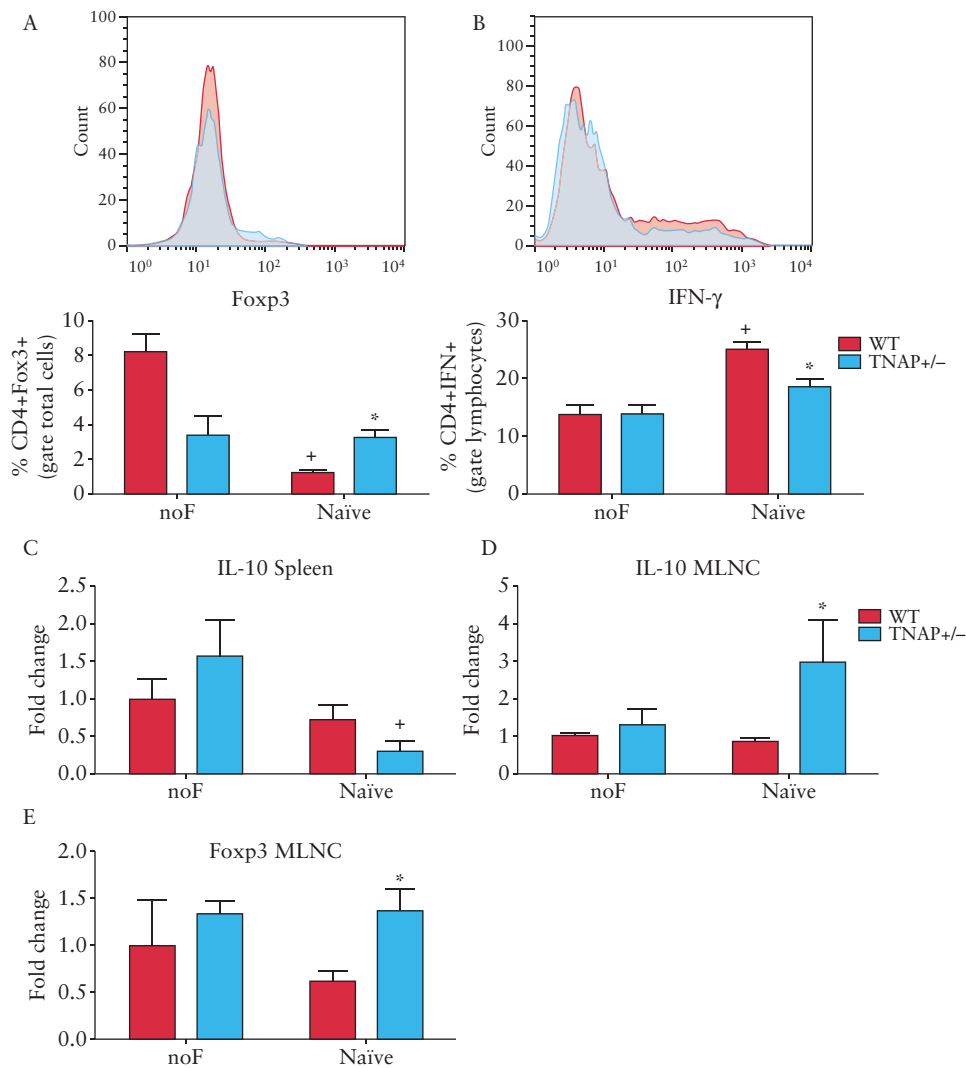 A
100
80
60
40
20
0
Count
10⁰ 10¹ 10² 10³ 10⁴
Foxp3
B
100
80
60
40
20
0
Count
10⁰ 10¹ 10² 10³ 10⁴
IFN-γ
% CD4+Fox3+
(gate total cells)
10
8
6
4
2
0
+
*
noF Naïve
% CD4+IFN+
(gate lymphocytes)
30
20
10
0
+
*
WT
TNAP+/–
noF Naïve
C
IL-10 Spleen
Fold change
2.5
2.0
1.5
1.0
0.5
0.0
+
noF Naïve
D
IL-10 MLNC
Fold change
5
4
3
2
1
0
*
WT
TNAP+/–
noF Naïve
E
Foxp3 MLNC
Fold change
2.0
1.5
1.0
0.5
0.0
*
noF Naïve